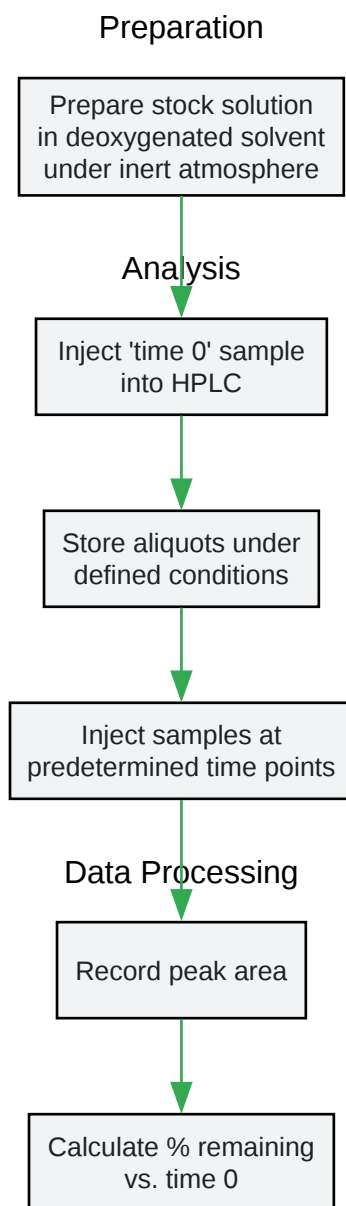 Preparation
Prepare stock solution
in deoxygenated solvent
under inert atmosphere
Analysis
Inject 'time 0' sample
into HPLC
Store aliquots under
defined conditions
Inject samples at
predetermined time points
Data Processing
Record peak area
Calculate % remaining
vs. time 0